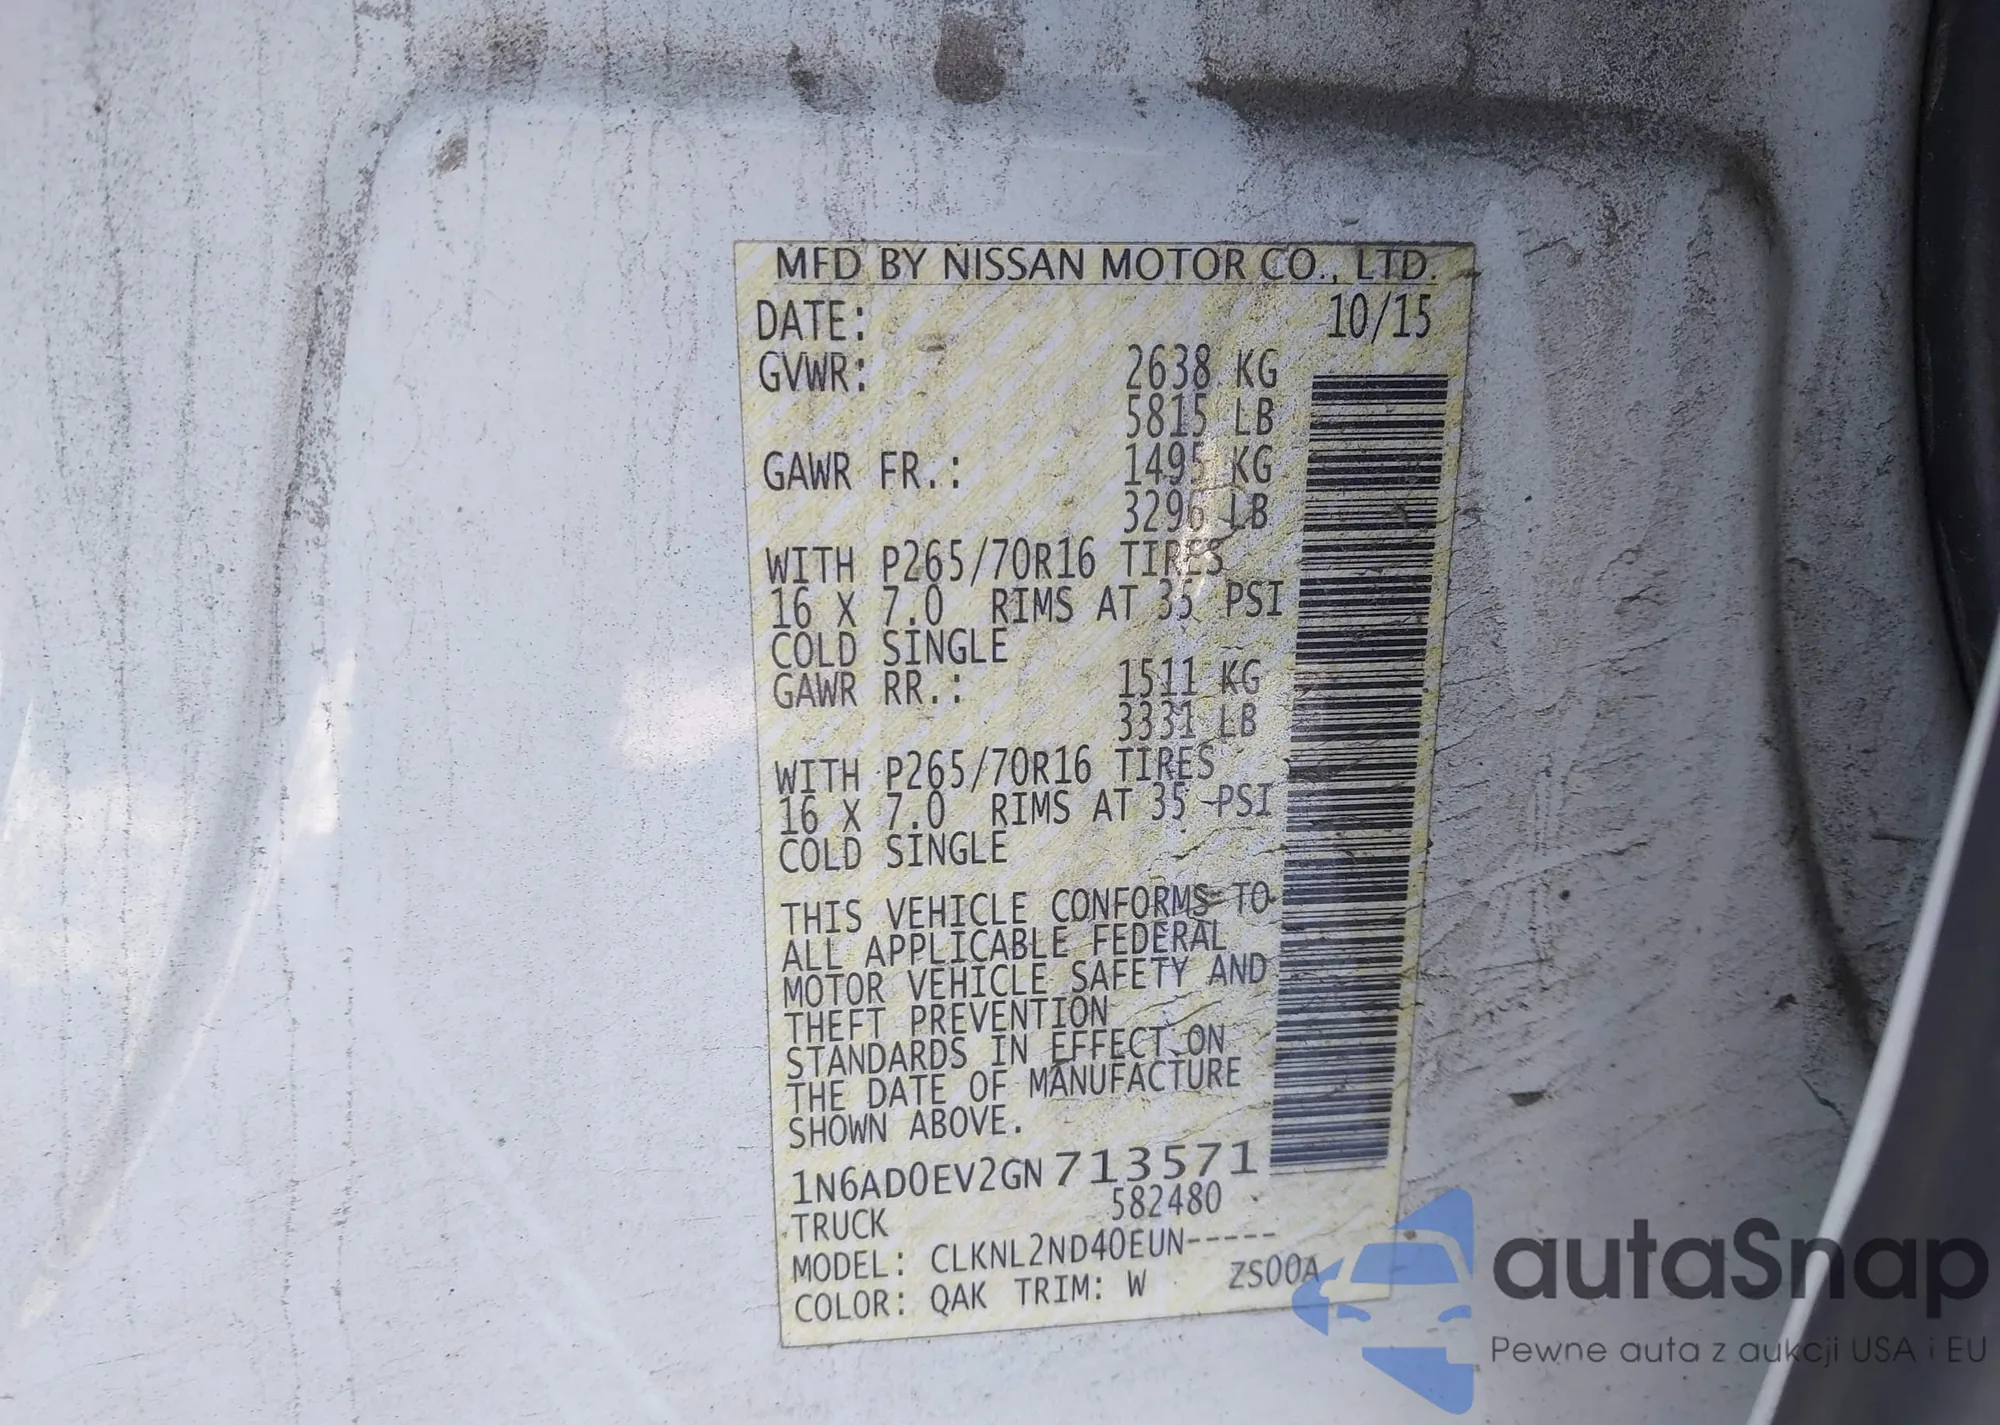 MFD BY NISSAN MOTOR CO., LTD.
DATE: 10/15
GVWR: 2638 KG
5815 LB
GAWR FR.: 1495 KG
3296 LB
WITH P265/70R16 TIRES
16 X 7.0 RIMS AT 35 PSI
COLD SINGLE
GAWR RR.: 1511 KG
3331 LB
WITH P265/70R16 TIRES
16 X 7.0 RIMS AT 35 PSI
COLD SINGLE
THIS VEHICLE CONFORMS TO
ALL APPLICABLE FEDERAL
MOTOR VEHICLE SAFETY AND
THEFT PREVENTION
STANDARDS IN EFFECT ON
THE DATE OF MANUFACTURE
SHOWN ABOVE.
1N6AD0EV2GN 713571
TRUCK 582480
MODEL: CLKNL2ND40EUN-----
COLOR: QAK TRIM: W ZS00A
autaSnap
Pewne auta z aukcji USA i EU